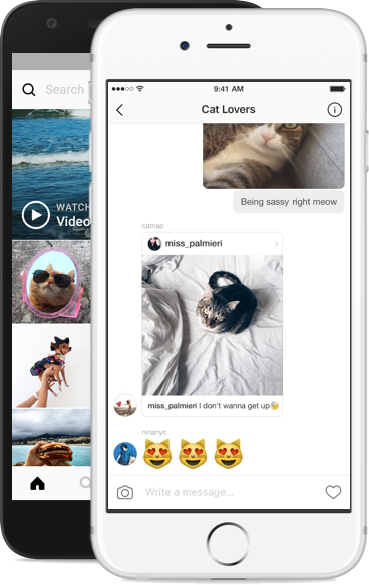 Search
WATCH
Video
9:41 AM
Cat Lovers
Being sassy right meow
catnap
miss_palmieri
miss_palmieri I don't wanna get up😴
ninanyc
😻😻😻
Write a message...